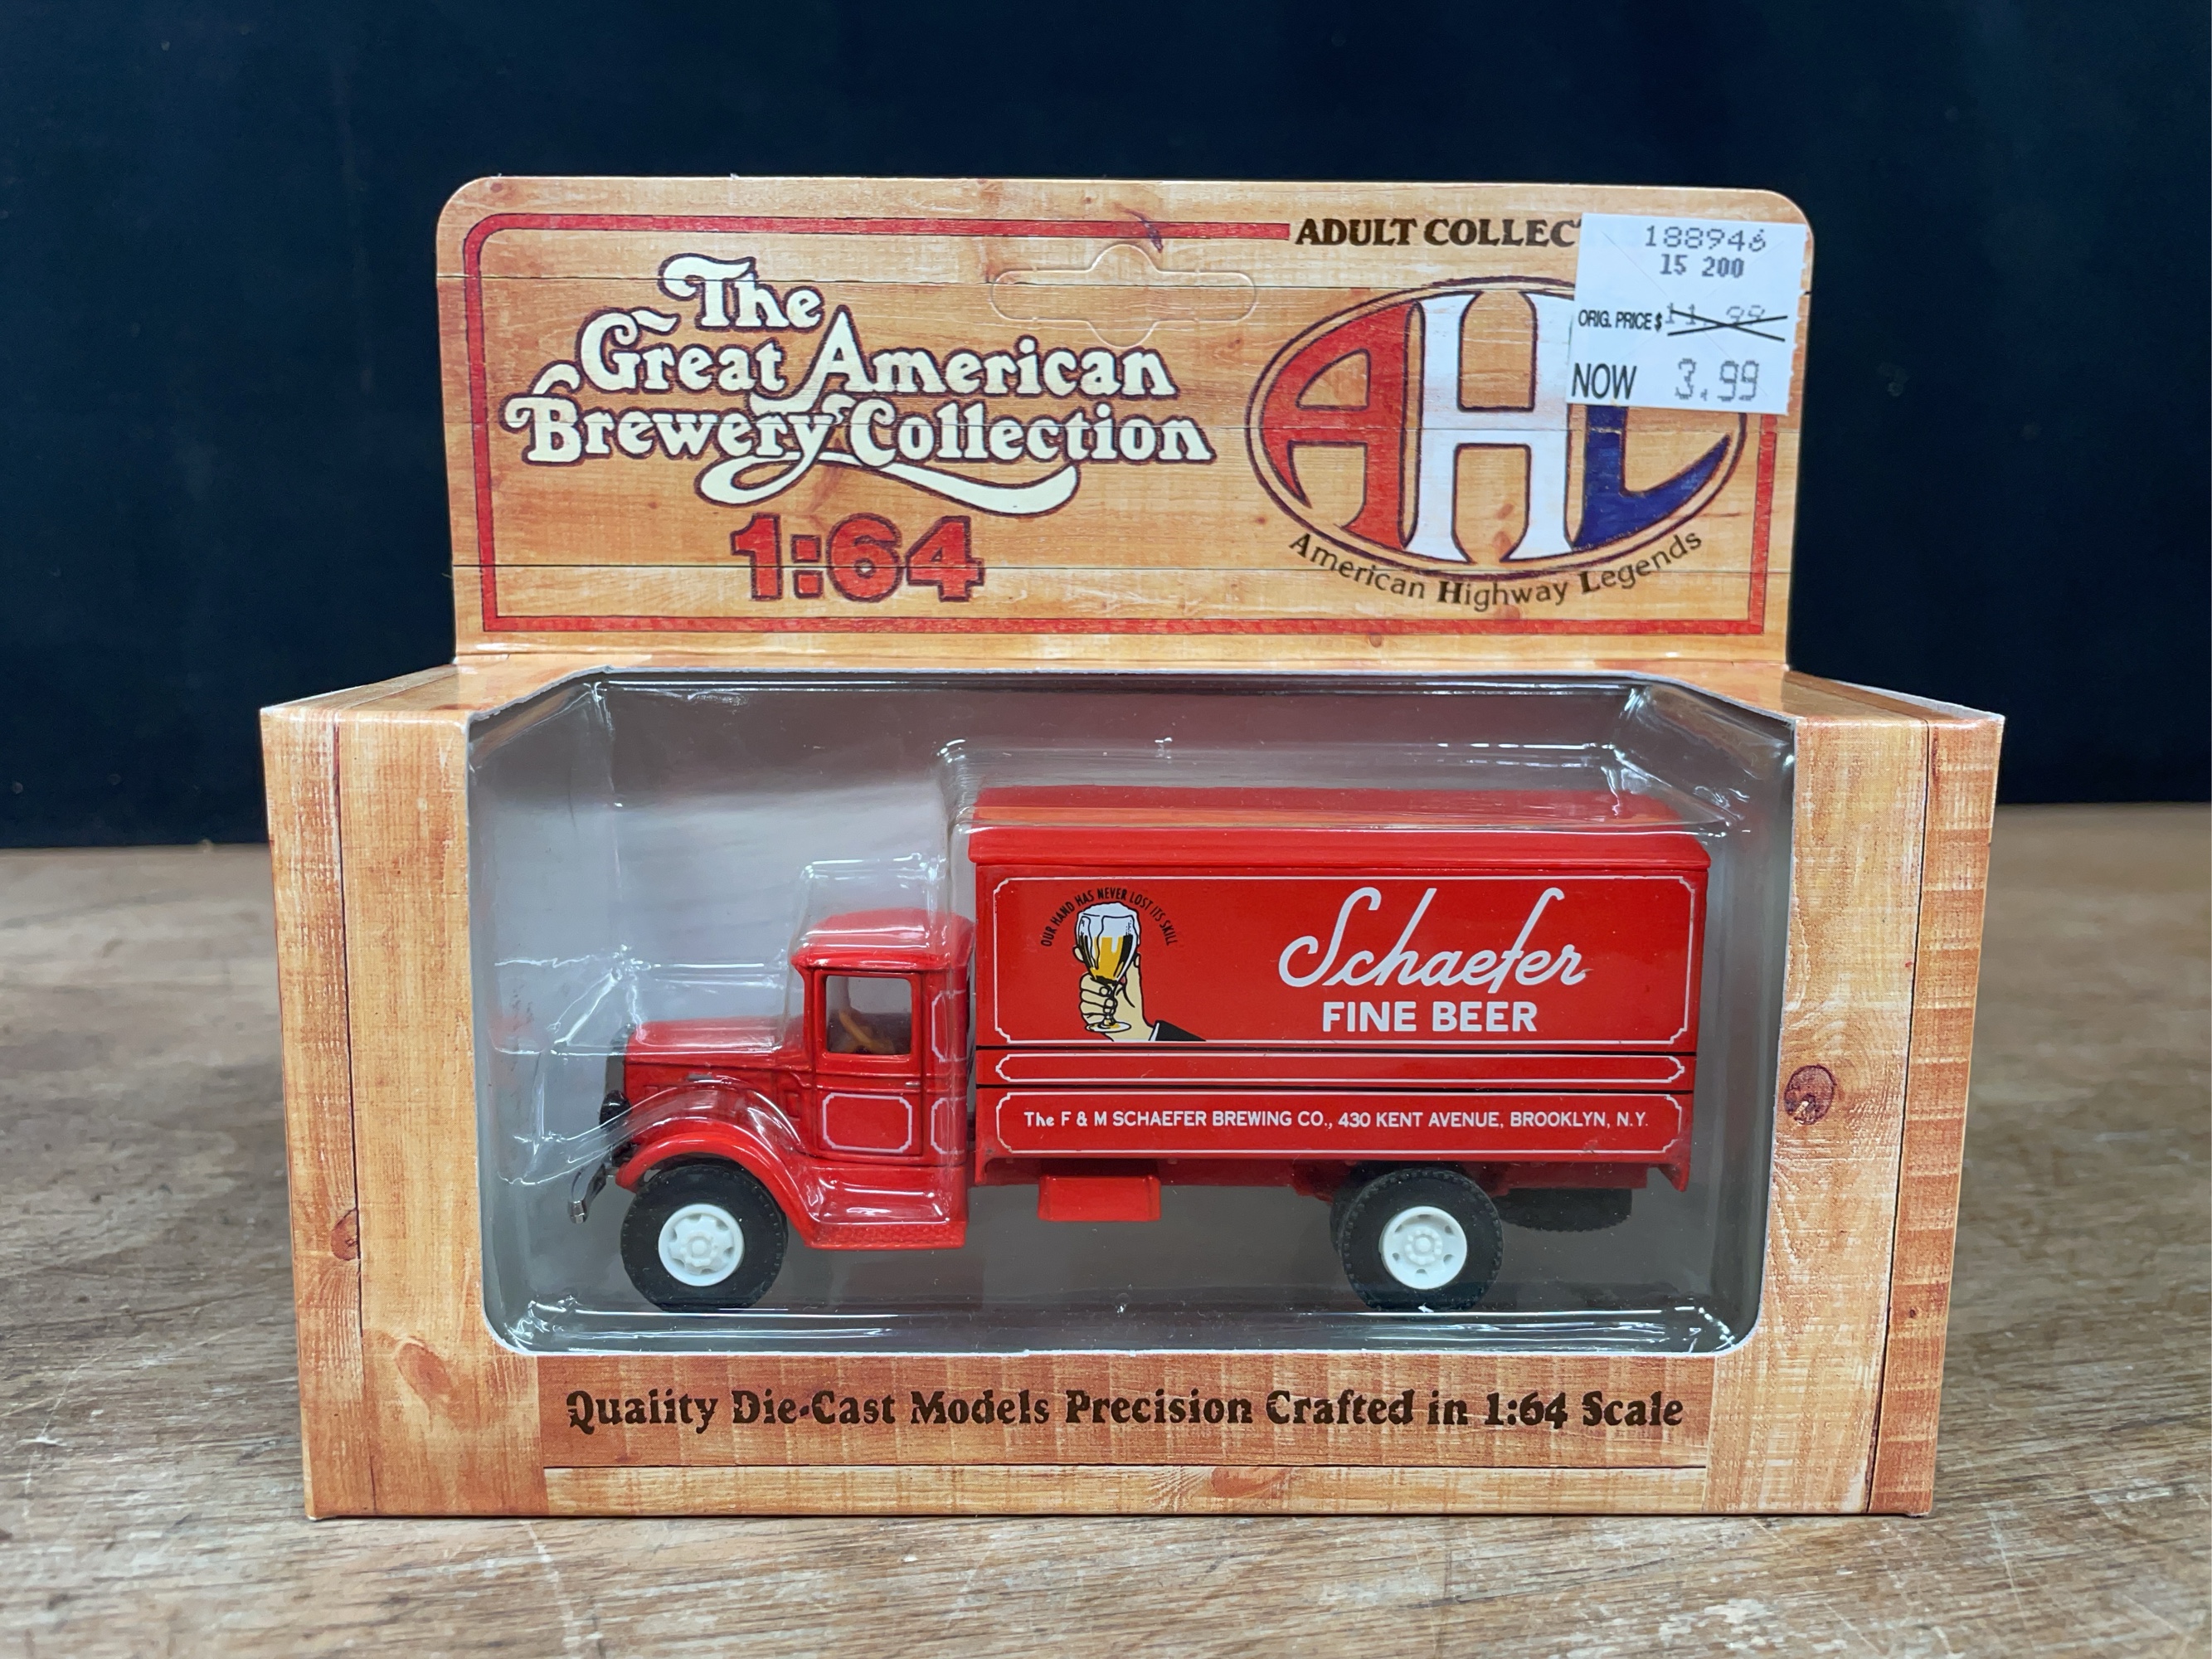 ADULT COLLEC
188946
15 200
ORIG. PRICE $ 11.99
NOW 3.99
The
Great American
Brewery Collection
1:64
AHL
American Highway Legends
OUR HAND HAS NEVER LOST ITS SKILL
Schaefer
FINE BEER
The F & M SCHAEFER BREWING CO., 430 KENT AVENUE, BROOKLYN, N.Y.
Quality Die-Cast Models Precision Crafted in 1:64 Scale